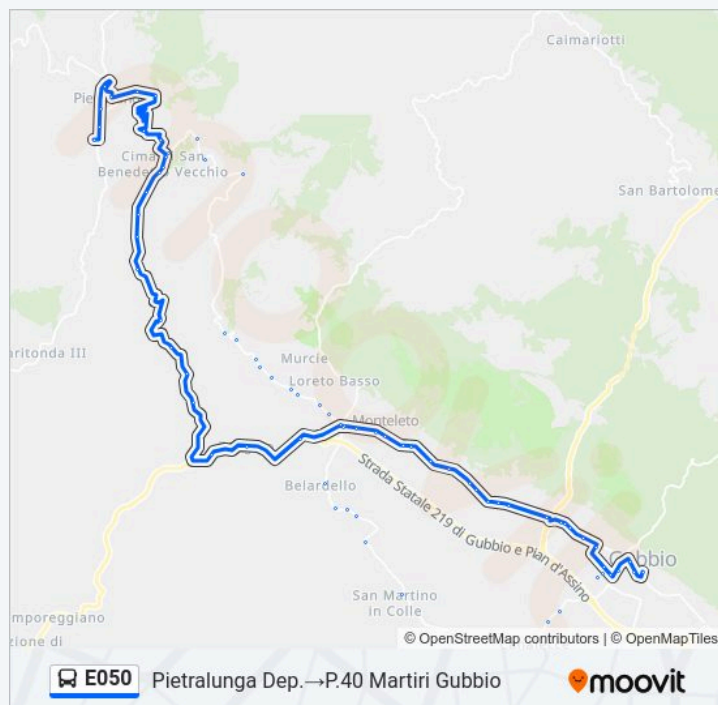 Caimariotti
Cima di San
Benedetto Vecchio
San Bartolome
aritonda III
Murcie
Loreto Basso
Monteleto
Belardello
Strada Statale 219 di Gubbio e Pian d'Assino
Gubbio
San Martino
in Colle
mporeggiano
zione di
© OpenStreetMap contributors | © OpenMapTiles
E050 Pietralunga Dep.→P.40 Martiri Gubbio
moovit